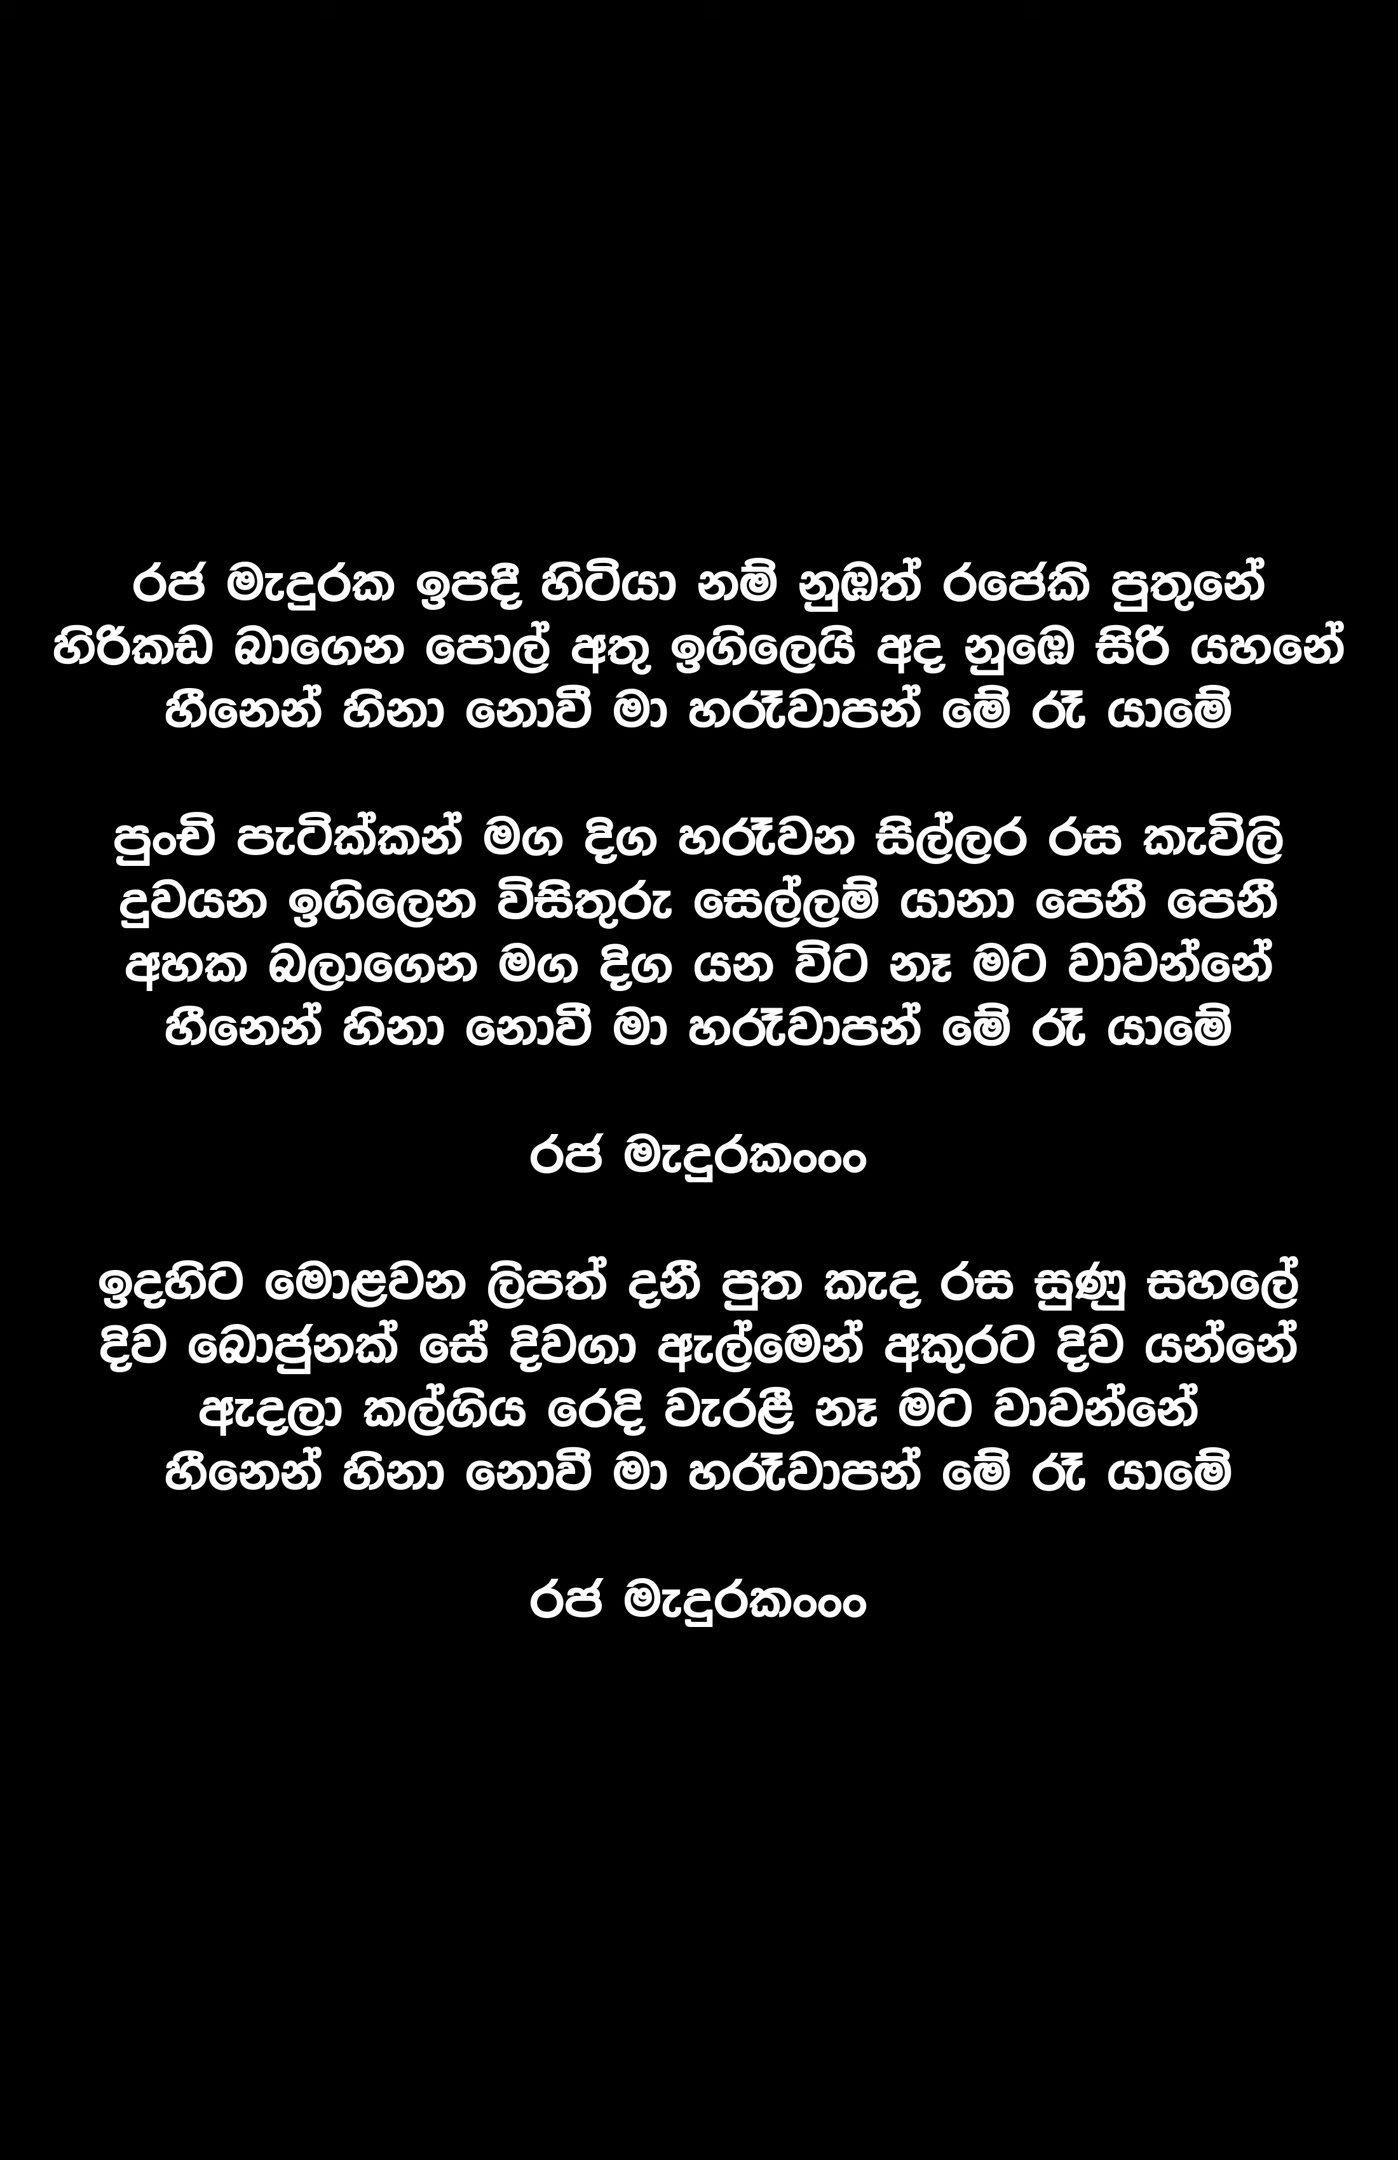 රජ මැදුරක ඉපදී හිටියා නම් නුඹත් රජෙකි පුතුනේ
හිරිකඩ බාගෙන පොල් අතු ඉගිලෙයි අද නුඹෙ සිරි යහනේ
හීනෙන් හිනා නොවී මා හරෑවාපන් මේ රෑ යාමේ
පුංචි පැටික්කන් මග දිග හරෑවන සිල්ලර රස කැවිලි
දුවයන ඉගිලෙන විසිතුරු සෙල්ලම් යානා පෙනී පෙනී
අහක බලාගෙන මග දිග යන විට නෑ මට වාවන්නේ
හීනෙන් හිනා නොවී මා හරෑවාපන් මේ රෑ යාමේ
රජ මැදුරකංංං
ඉදහිට මොළවන ලිපත් දනී පුත කැද රස සුණු සහලේ
දිව බොජුනක් සේ දිවගා ඇල්මෙන් අකුරට දිව යන්නේ
ඇදලා කල්ගිය රෙදි වැරළී නෑ මට වාවන්නේ
හීනෙන් හිනා නොවී මා හරෑවාපන් මේ රෑ යාමේ
රජ මැදුරකංංං